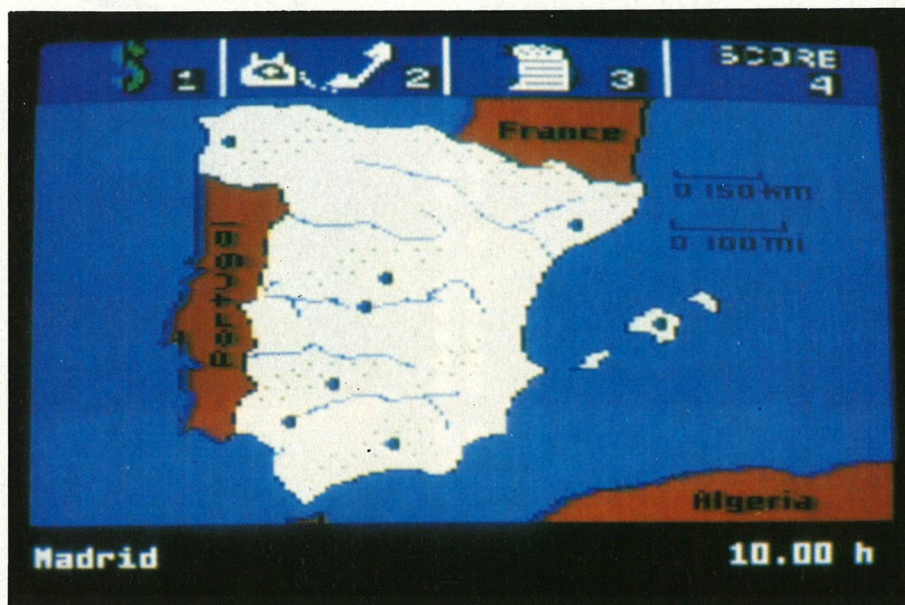 1
2
3
SCORE
4
France
0 150 km
0 100 mi
Portugal
Algeria
Madrid
10.00 h